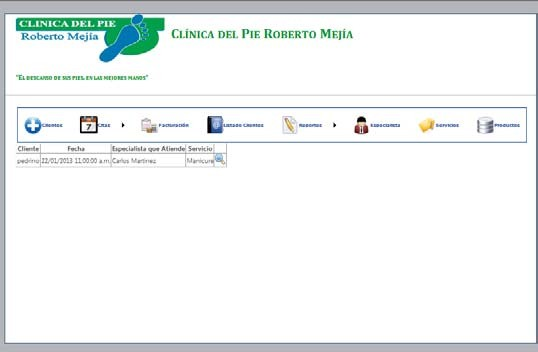 CLINICA DEL PIE
Roberto Mejía
CLÍNICA DEL PIE ROBERTO MEJÍA
"EL DESCANSO DE SUS PIES, EN LAS MEJORES MANOS"
Clientes 7 Citas Facturación Listado Clientes Reportes Especialista Servicios Productos
Cliente Fecha Especialista que Atiende Servicio
pedrino 22/01/2013 11:00:00 a.m. Carlos Martinez Manicure